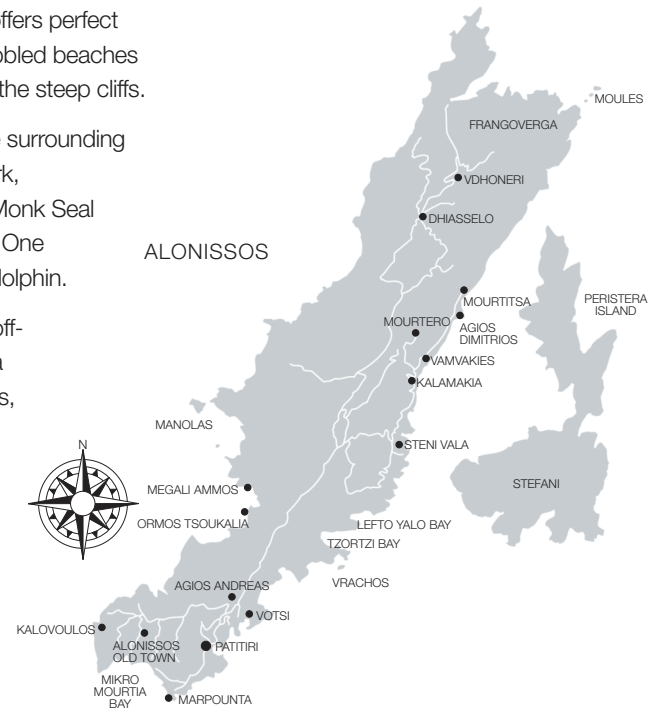 ffers perfect
bbled beaches
the steep cliffs.
surrounding
rk,
Monk Seal
One
dolphin.
off-
a
s,
ALONISSOS
MOULES
FRANGOVERGA
VDHONERI
DHIASSELO
MOURTITSA
PERISTERA
ISLAND
MOURTERO
AGIOS
DIMITRIOS
VAMVAKIES
KALAMAKIA
MANOLAS
STENI VALA
N
STEFANI
MEGALI AMMOS
ORMOS TSOUKALIA
LEFTO YALO BAY
TZORTZI BAY
VRACHOS
AGIOS ANDREAS
VOTSI
KALOVOULOS
ALONISSOS
OLD TOWN
PATITIRI
MIKRO
MOURTIA
BAY
MARPOUNTA